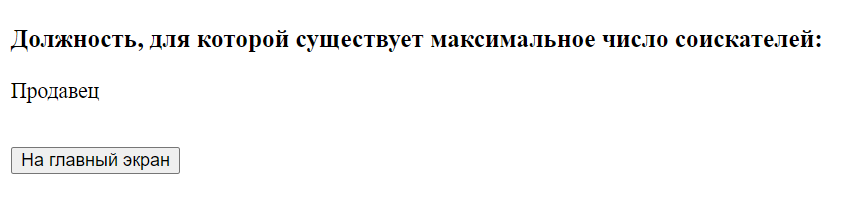 Должность, для которой существует максимальное число соискателей:
Продавец
На главный экран